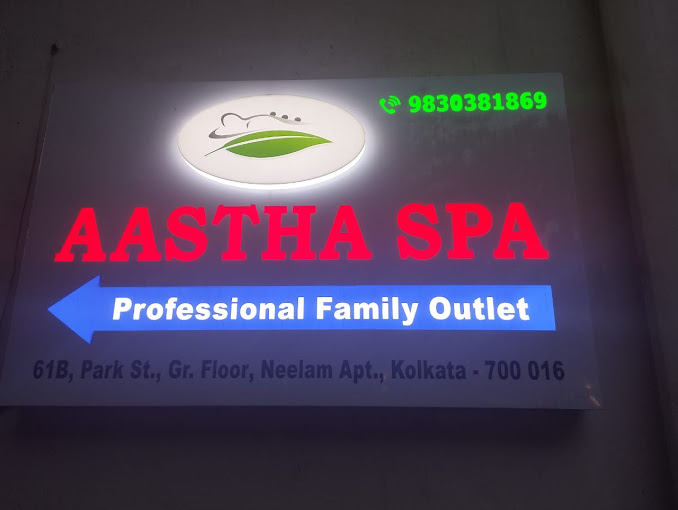 9830381869
AASTHA SPA
Professional Family Outlet
61B, Park St., Gr. Floor, Neelam Apt., Kolkata - 700 016